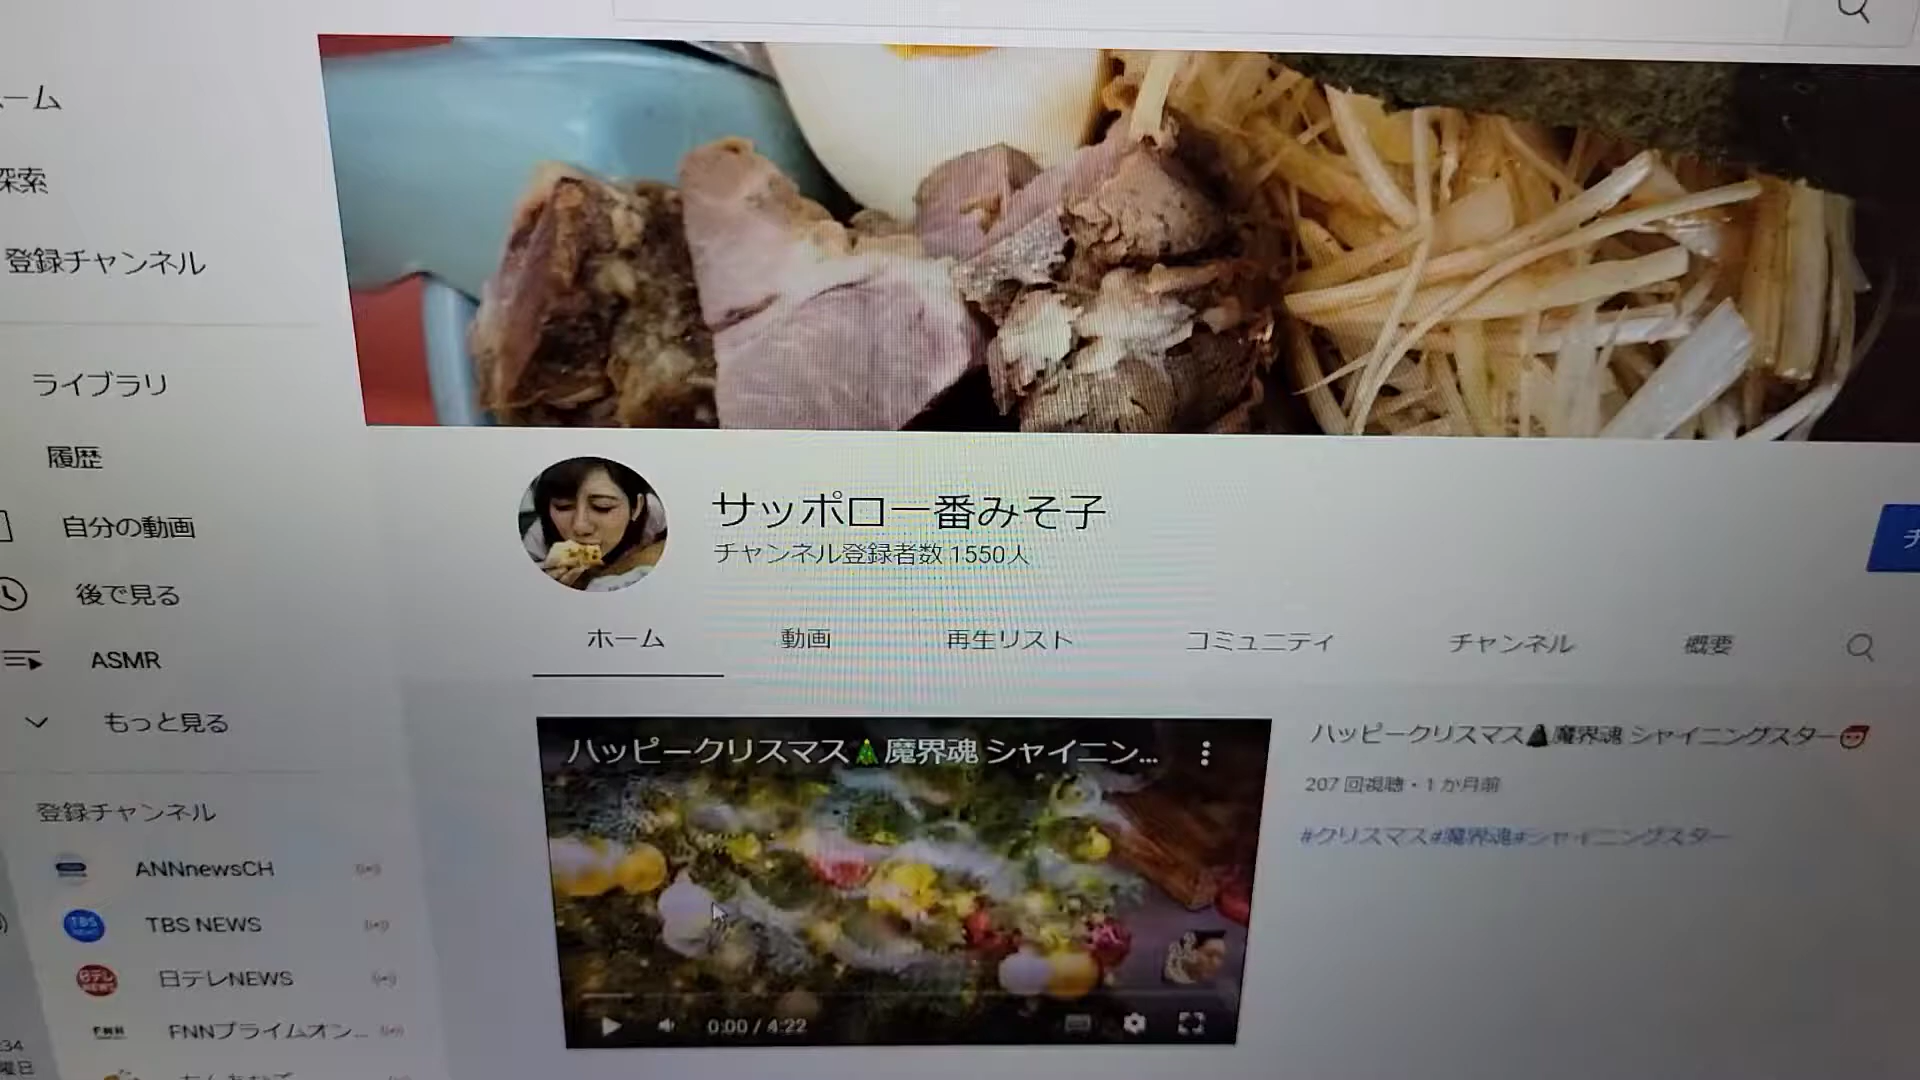 ーム
探索
登録チャンネル
ライブラリ
履歴
自分の動画
後で見る
ASMR
もっと見る
登録チャンネル
ANNnewsCH
TBS NEWS
日テレNEWS
FNNプライムオン...
サッポロ一番みそ子
チャンネル登録者数 1550人
チ
ホーム
動画
再生リスト
コミュニティ
チャンネル
概要
ハッピークリスマス🎄魔界魂 シャイニン...
0:00 / 4:22
ハッピークリスマス🎄魔界魂 シャイニングスター🎅
207 回視聴・1 か月前
#クリスマス#魔界魂#シャイニングスター
:34
曜日